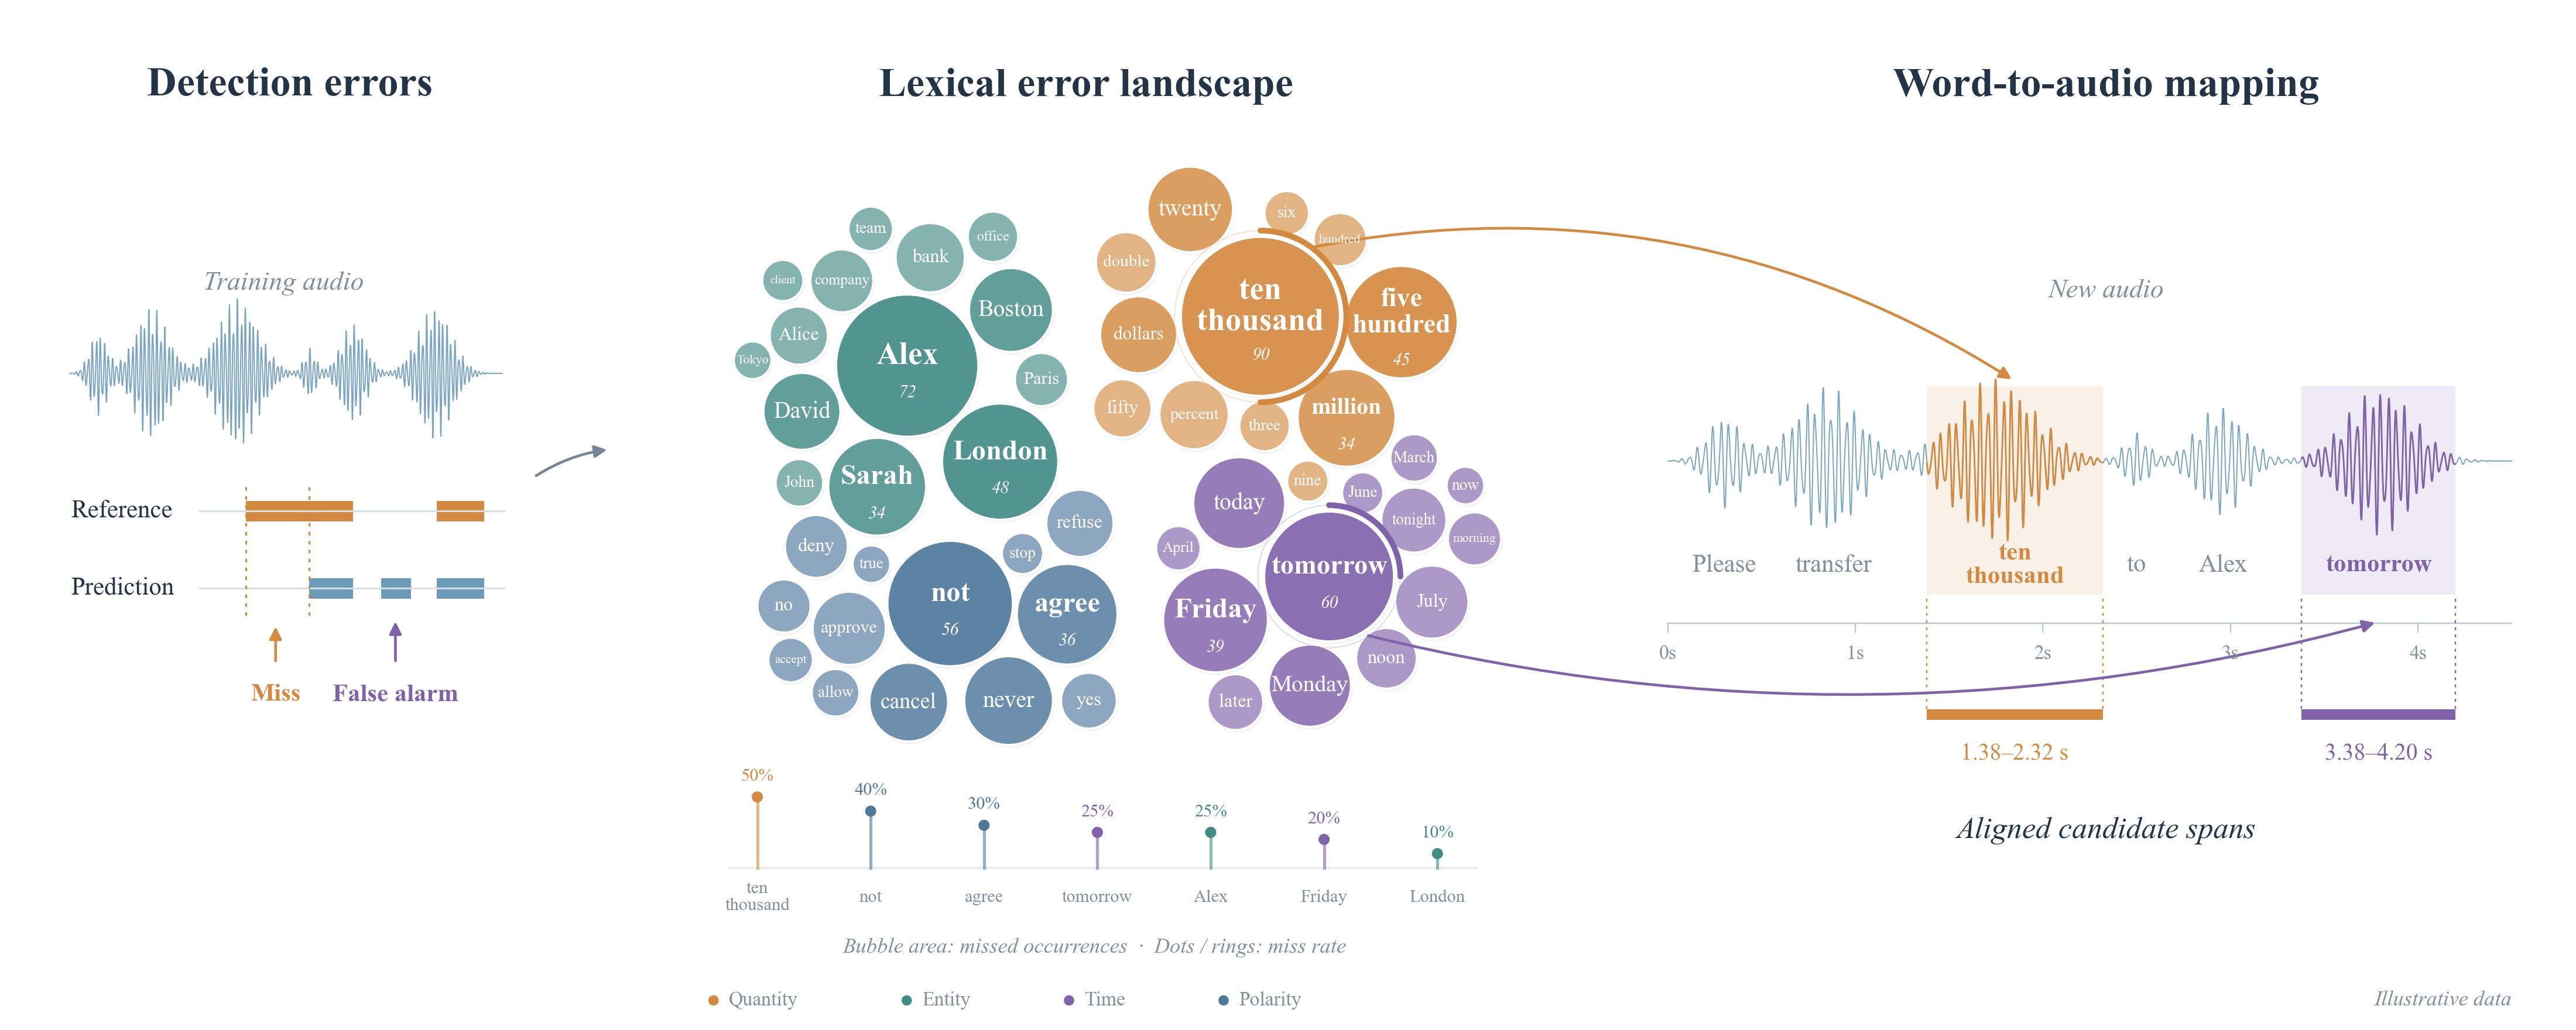 Detection errors
Training audio
Reference
Prediction
Miss
False alarm
Lexical error landscape
team
office
bank
client
company
Boston
Alice
Alex
72
Tokyo
Paris
David
London
48
Sarah
34
John
twenty
six
hundred
double
ten
thousand
90
five
hundred
45
dollars
fifty
percent
three
million
34
nine
refuse
deny
true
stop
not
56
agree
36
no
approve
accept
allow
cancel
never
yes
March
now
June
today
tonight
morning
April
tomorrow
60
Friday
39
July
noon
Monday
later
50%
40%
30%
25%
25%
20%
10%
ten
thousand
not
agree
tomorrow
Alex
Friday
London
Bubble area: missed occurrences · Dots / rings: miss rate
Quantity
Entity
Time
Polarity
Word-to-audio mapping
New audio
Please
transfer
ten
thousand
to
Alex
tomorrow
0s
1s
2s
3s
4s
1.38–2.32 s
3.38–4.20 s
Aligned candidate spans
Illustrative data